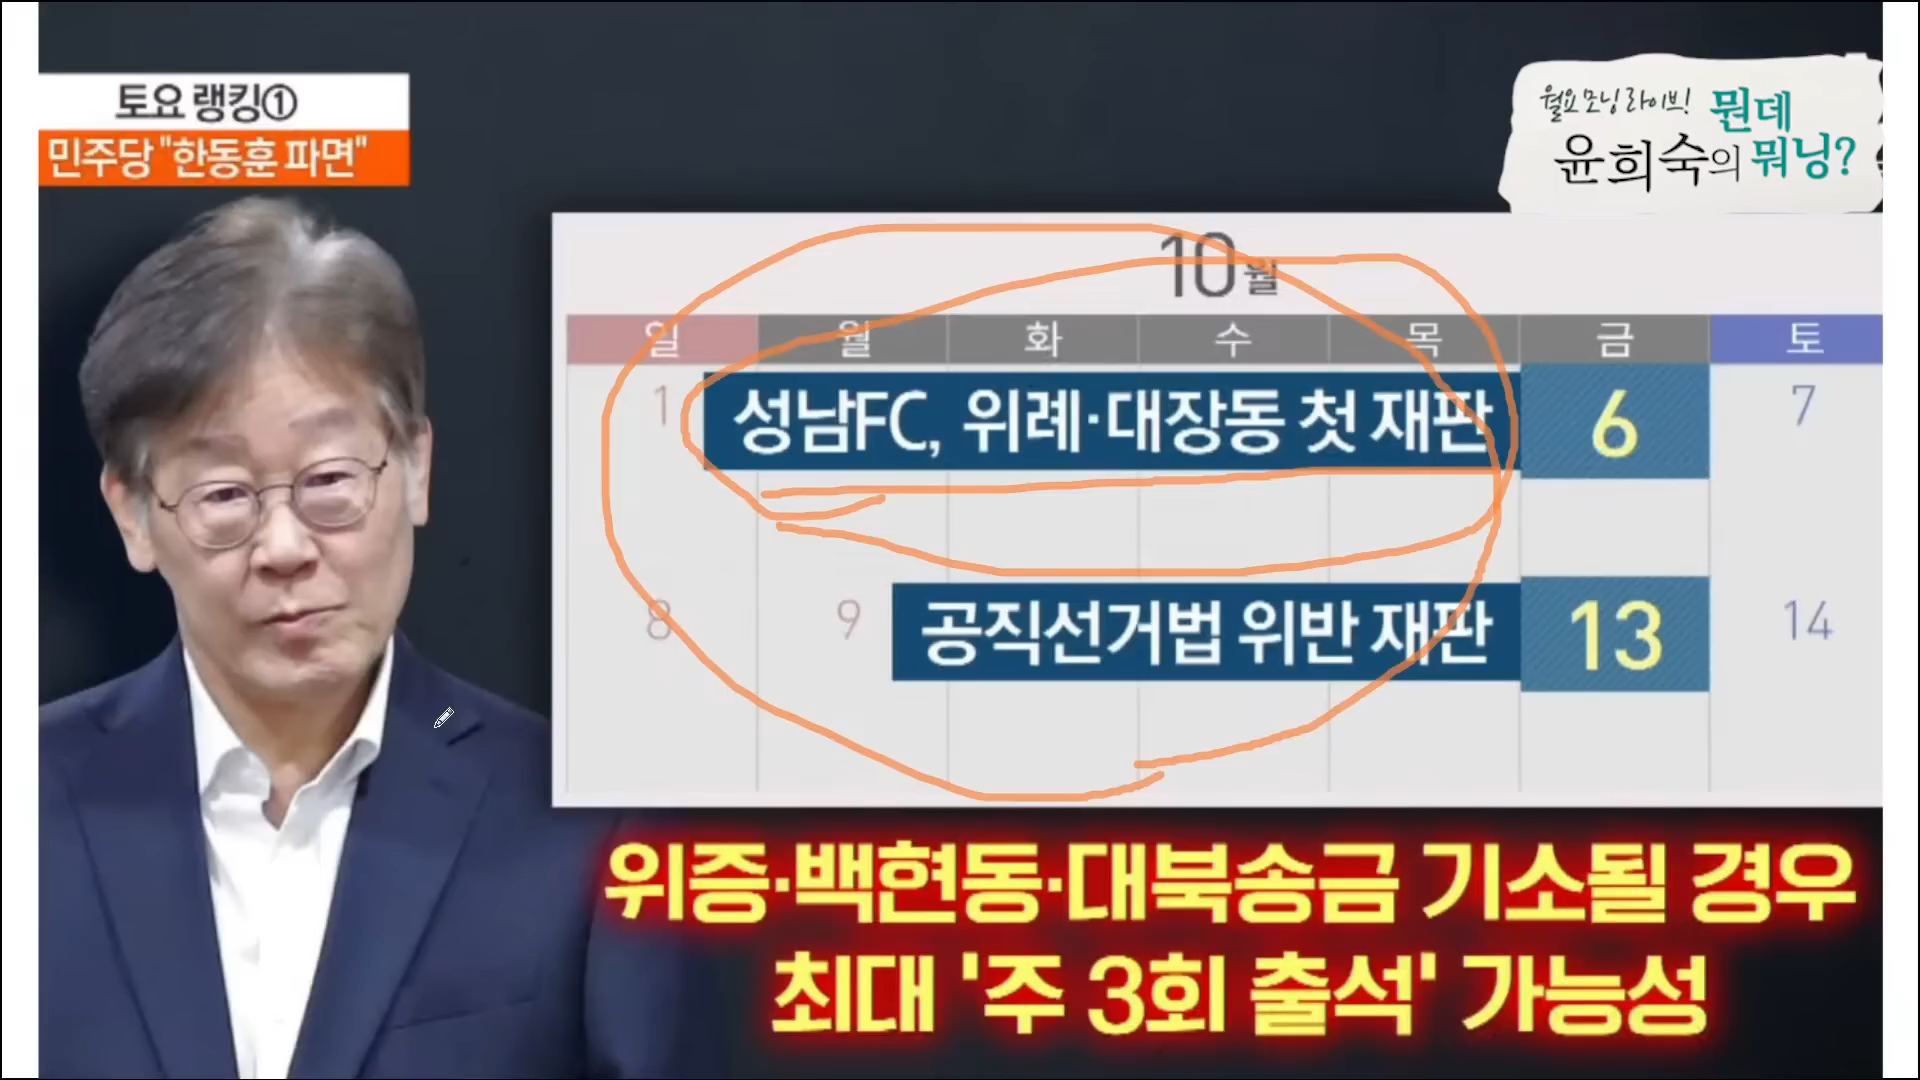 토요 랭킹①
민주당 "한동훈 파면"
월요 모닝 라이브! 뭔데
윤희숙의 뭐닝?
10월
일 월 화 수 목 금 토
1 성남FC, 위례·대장동 첫 재판 6 7
8 9 공직선거법 위반 재판 13 14
위증·백현동·대북송금 기소될 경우
최대 '주 3회 출석' 가능성